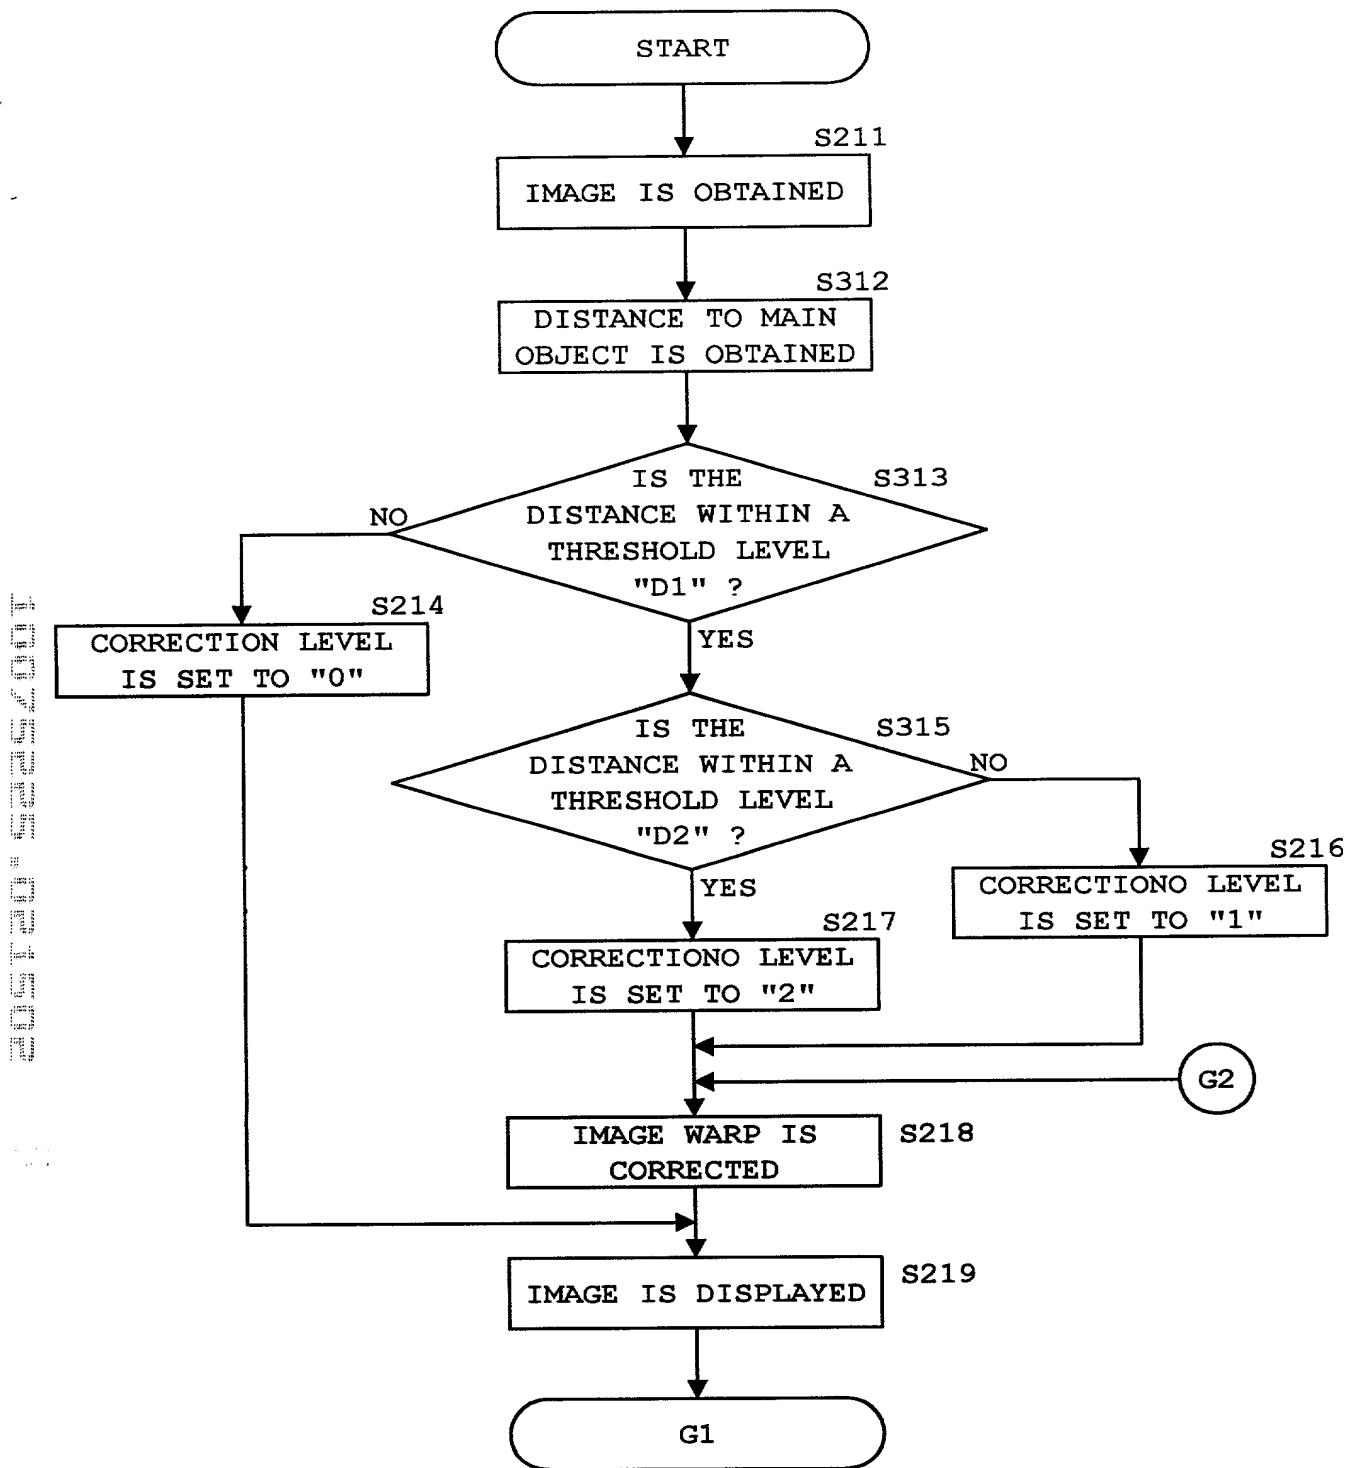 START
S211
IMAGE IS OBTAINED
S312
DISTANCE TO MAIN
OBJECT IS OBTAINED
IS THE
DISTANCE WITHIN A
THRESHOLD LEVEL
"D1" ?
S313
NO
S214
CORRECTION LEVEL
IS SET TO "0"
YES
IS THE
DISTANCE WITHIN A
THRESHOLD LEVEL
"D2" ?
S315
NO
S216
CORRECTIONO LEVEL
IS SET TO "1"
YES
S217
CORRECTIONO LEVEL
IS SET TO "2"
G2
IMAGE WARP IS
CORRECTED
S218
IMAGE IS DISPLAYED
S219
G1
10075225.021502